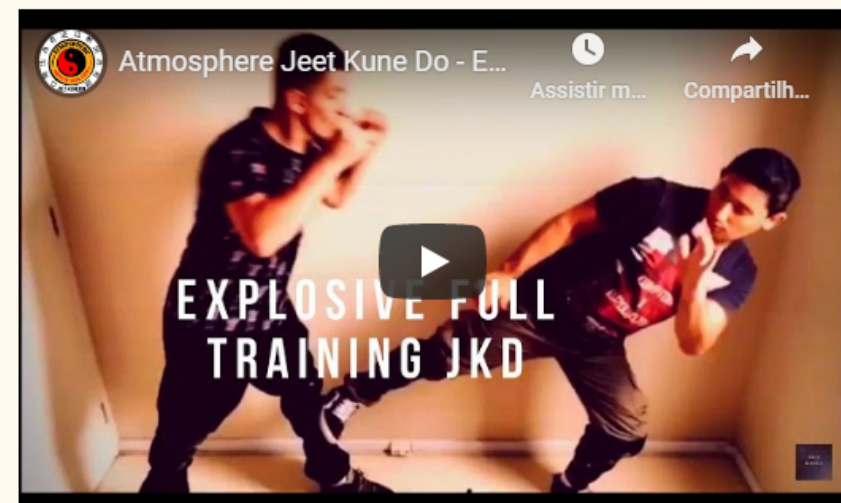 Atmosphere Jeet Kune Do - E...
Assistir m...
Compartilh...
EXPLOSIVE FULL
TRAINING JKD